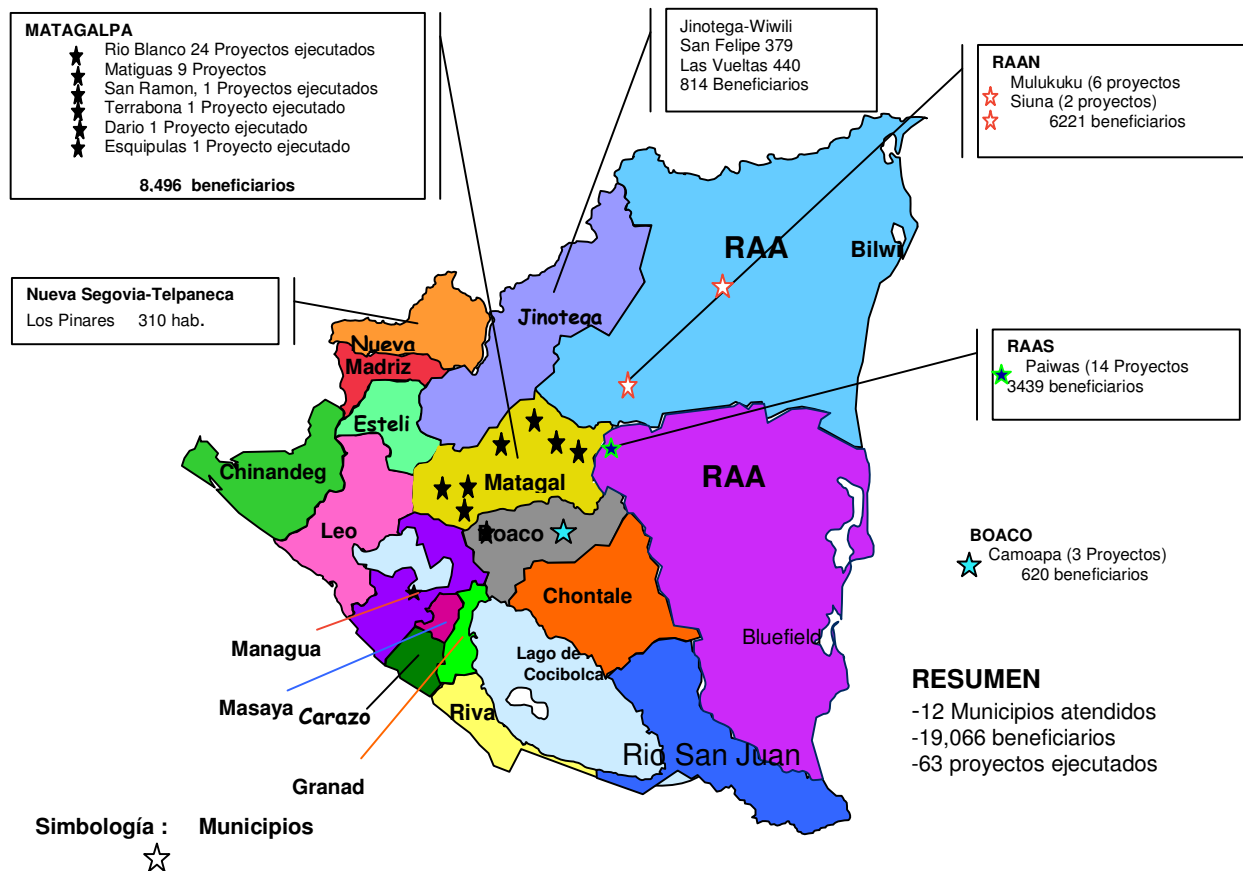 MATAGALPA
Rio Blanco 24 Proyectos ejecutados
Matiguas 9 Proyectos
San Ramon, 1 Proyectos ejecutados
Terrabona 1 Proyecto ejecutado
Dario 1 Proyecto ejecutado
Esquipulas 1 Proyecto ejecutado
8.496 beneficiarios
Jinotega-Wiwili
San Felipe 379
Las Vueltas 440
814 Beneficiarios
RAAN
Mulukuku (6 proyectos
Siuna (2 proyectos)
6221 beneficiarios
Nueva Segovia-Telpaneca
Los Pinares 310 hab.
RAAS
Paiwas (14 Proyectos
3439 beneficiarios
BOACO
Camoapa (3 Proyectos)
620 beneficiarios
RAA
Bilwi
Jinotega
Nueva
Madriz
Esteli
Chinandeg
Matagal
RAA
Leo
Boaco
Chontale
Bluefield
Managua
Lago de
Cocibolca
Masaya
Carazo
Riva
Rio San Juan
Granad
RESUMEN
-12 Municipios atendidos
-19,066 beneficiarios
-63 proyectos ejecutados
Simbología : Municipios